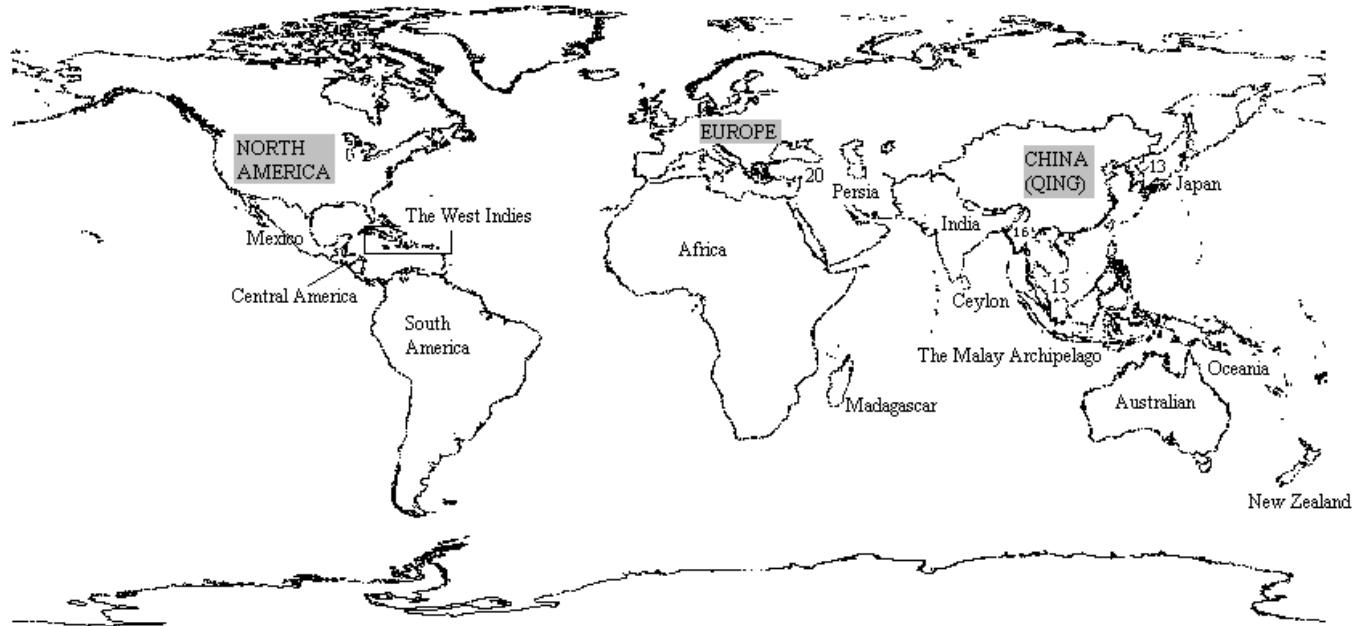 NORTH
AMERICA
EUROPE
CHINA
(QING)
13
20
Persia
Japan
The West Indies
Mexico
Africa
India
16
Central America
Ceylon
15
South
America
The Malay Archipelago
Oceania
Madagascar
Australian
New Zealand